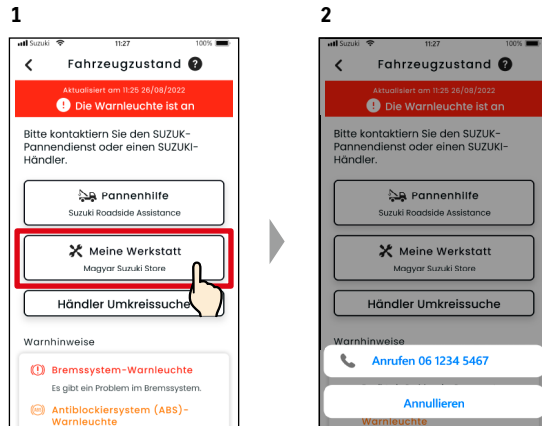 1
Suzuki 11:27 100%
Fahrzeugzustand ?
Aktualisiert am 11:25 26/08/2022
! Die Warnleuchte ist an
Bitte kontaktiern Sie den SUZUK-
Pannendienst oder einen SUZUKI-
Händler.
Pannenhilfe
Suzuki Roadside Assistance
Meine Werkstatt
Magyar Suzuki Store
Händler Umkreissuche
Warnhinweise
Bremssystem-Warnleuchte
Es gibt ein Problem im Bremssystem.
Antiblockiersystem (ABS)-
Warnleuchte
2
Suzuki 11:27 100%
Fahrzeugzustand ?
Aktualisiert am 11:25 26/08/2022
! Die Warnleuchte ist an
Bitte kontaktiern Sie den SUZUK-
Pannendienst oder einen SUZUKI-
Händler.
Pannenhilfe
Suzuki Roadside Assistance
Meine Werkstatt
Magyar Suzuki Store
Händler Umkreissuche
Warnhinweise
Anrufen 06 1234 5467
Annullieren
Warnleuchte